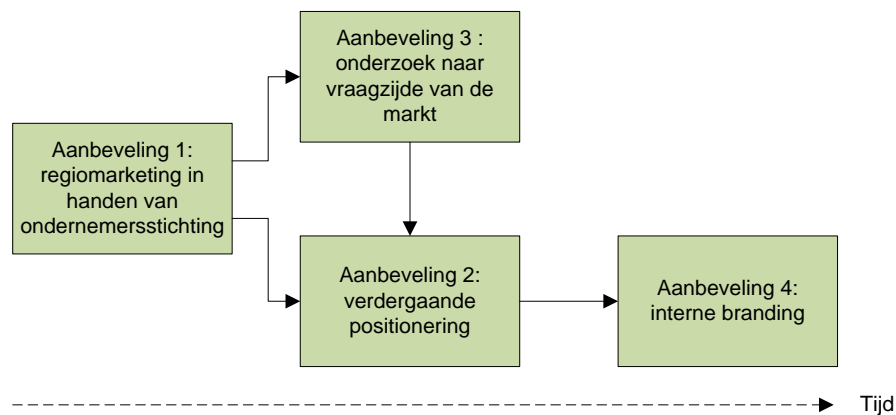 Aanbeveling 3 :
onderzoek naar
vraagzijde van de
markt
Aanbeveling 1:
regiomarketing in
handen van
ondernemersstichting
Aanbeveling 2:
verdergaande
positionering
Aanbeveling 4:
interne branding
Tijd